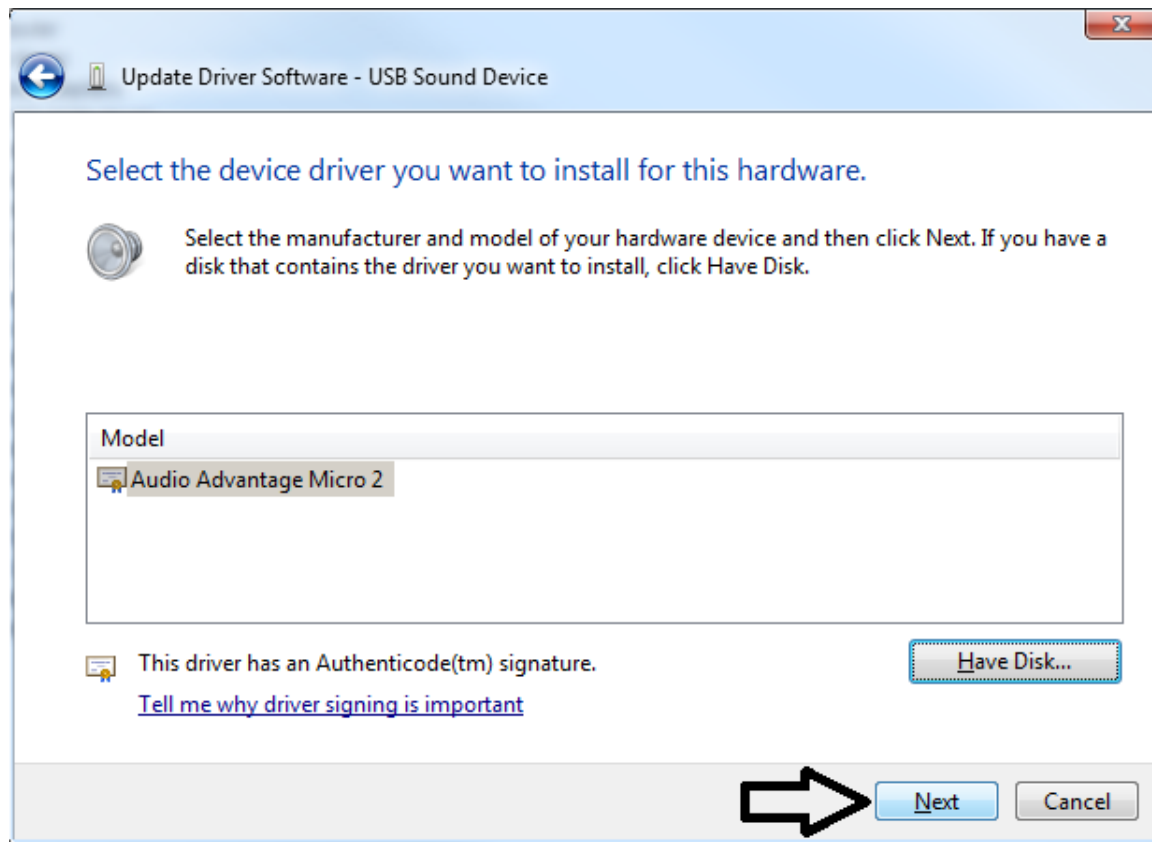 Update Driver Software - USB Sound Device
Select the device driver you want to install for this hardware.
Select the manufacturer and model of your hardware device and then click Next. If you have a
disk that contains the driver you want to install, click Have Disk.
Model
Audio Advantage Micro 2
This driver has an Authenticode(tm) signature.
Have Disk...
Tell me why driver signing is important
Next
Cancel